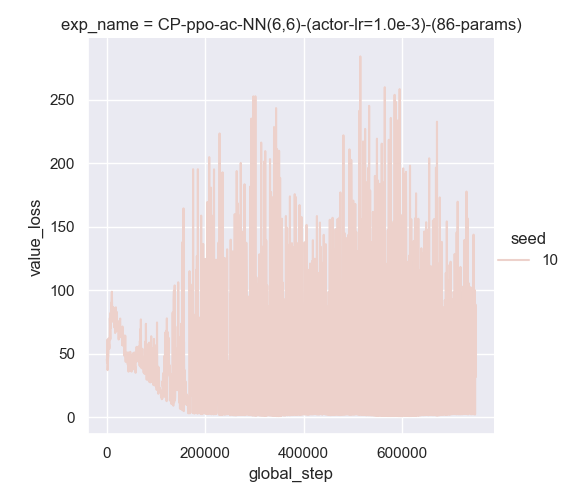 exp_name = CP-ppo-ac-NN(6,6)-(actor-lr=1.0e-3)-(86-params)
250
200
150
100
50
0
value_loss
0
200000
400000
600000
global_step
seed
10